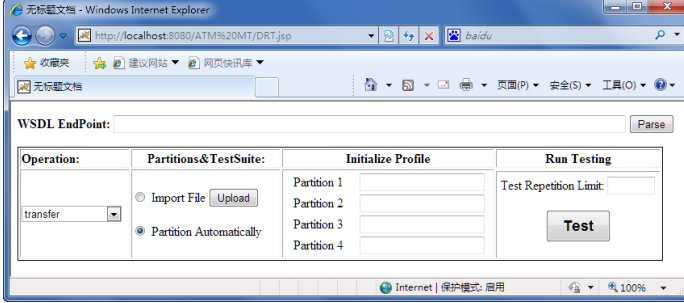 无标题文档 - Windows Internet Explorer
http://localhost:8080/ATM%20MT/DRT.jsp
baidu
收藏夹 建议网站 网页快讯库
无标题文档 页面(P) 安全(S) 工具(O)
WSDL EndPoint: Parse
Operation: Partitions&TestSuite: Initialize Profile Run Testing
transfer
Import File Upload
Partition Automatically
Partition 1
Partition 2
Partition 3
Partition 4
Test Repetition Limit:
Test
Internet | 保护模式: 启用 100%